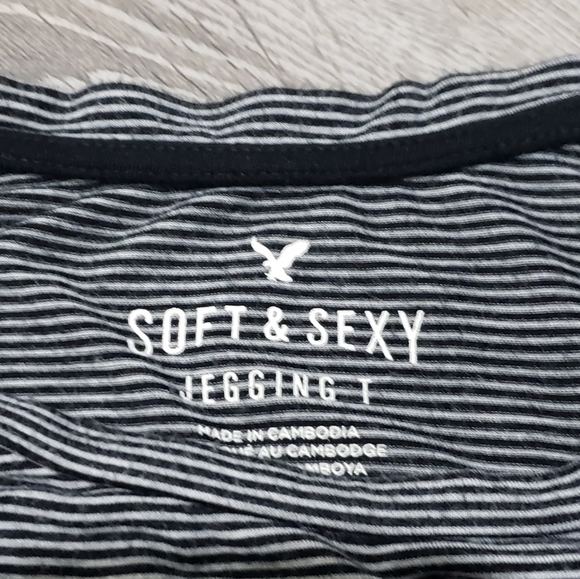 SOFT & SEXY
JEGGING T
MADE IN CAMBODIA
AU CAMBODGE